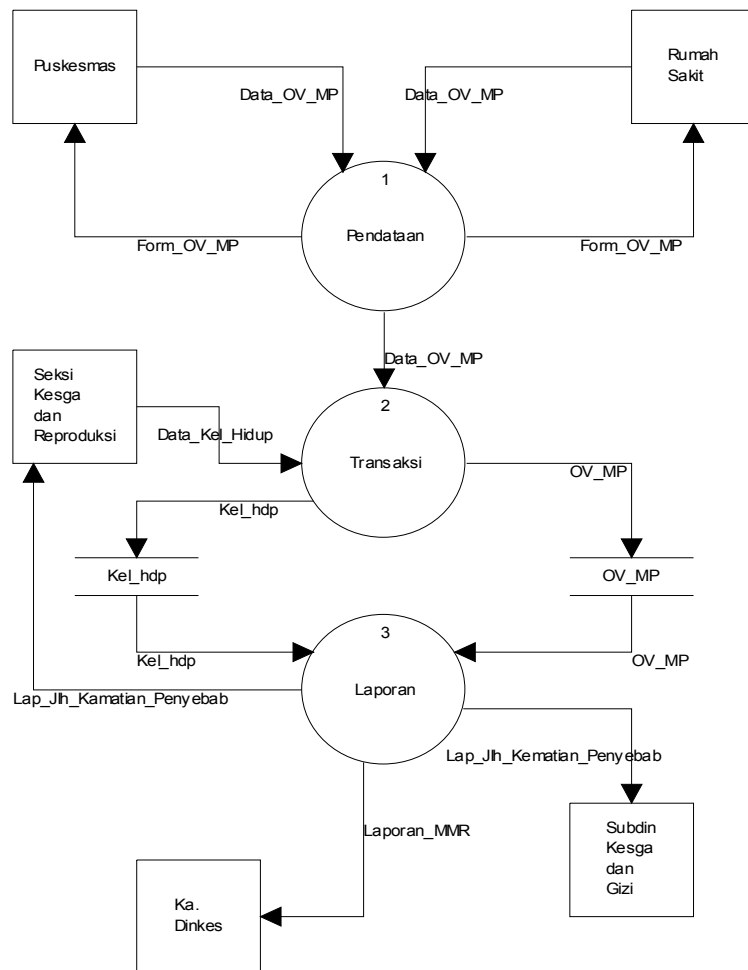 Puskesmas
Rumah
Sakit
Data_OV_MP
Data_OV_MP
1
Pendataan
Form_OV_MP
Form_OV_MP
Data_OV_MP
Seksi
Kesga
dan
Reproduksi
Data_Kel_Hidup
2
Transaksi
OV_MP
Kel_hdp
Kel_hdp
OV_MP
3
Laporan
Kel_hdp
OV_MP
Lap_Jlh_Kamatian_Penyebab
Lap_Jlh_Kematian_Penyebab
Laporan_MMR
Subdin
Kesga
dan
Gizi
Ka.
Dinkes